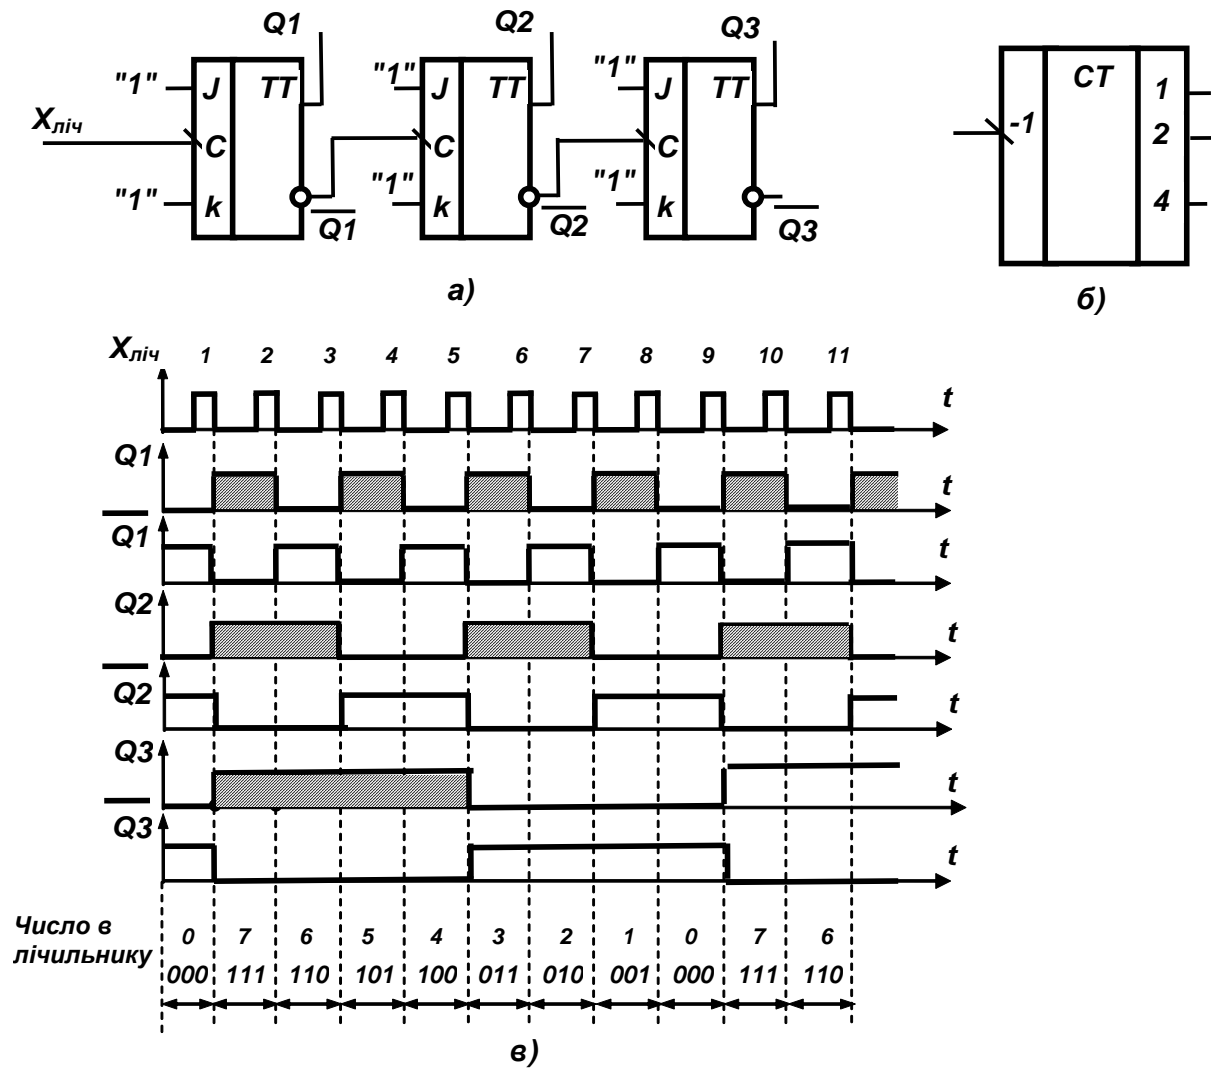 Q1 Q2 Q3
"1" J TT "1" J TT "1" J TT CT 1
Xліч C C C -1 2
"1" k "1" k "1" k 4
Q1 Q2 Q3
а) б)
Xліч 1 2 3 4 5 6 7 8 9 10 11
t
Q1
t
Q1
t
Q2
t
Q2
t
Q3
t
Q3
t
Число в лічильнику
0 7 6 5 4 3 2 1 0 7 6
000 111 110 101 100 011 010 001 000 111 110
в)